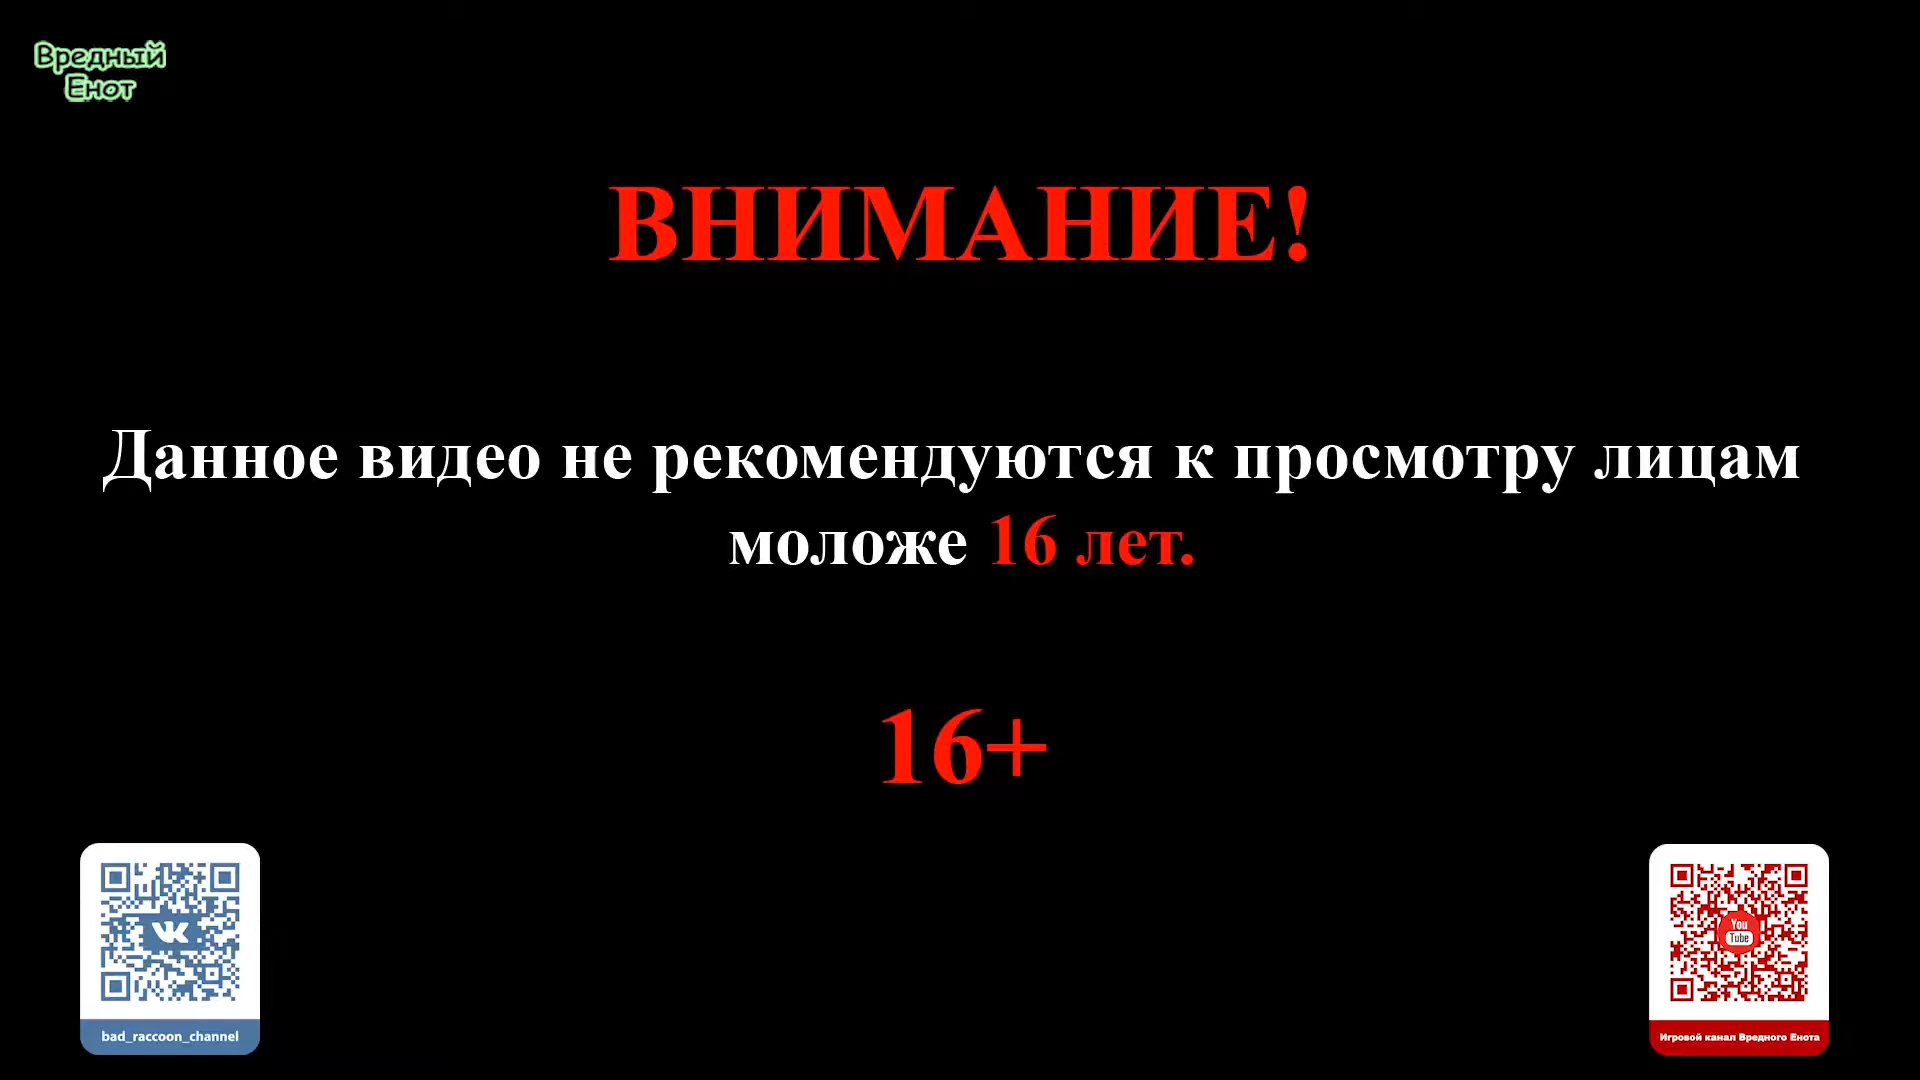 Вредный
Енот
ВНИМАНИЕ!
Данное видео не рекомендуются к просмотру лицам
моложе 16 лет.
16+
VK
bad_raccoon_channel
You
Tube
Игровой канал Вредного Енота